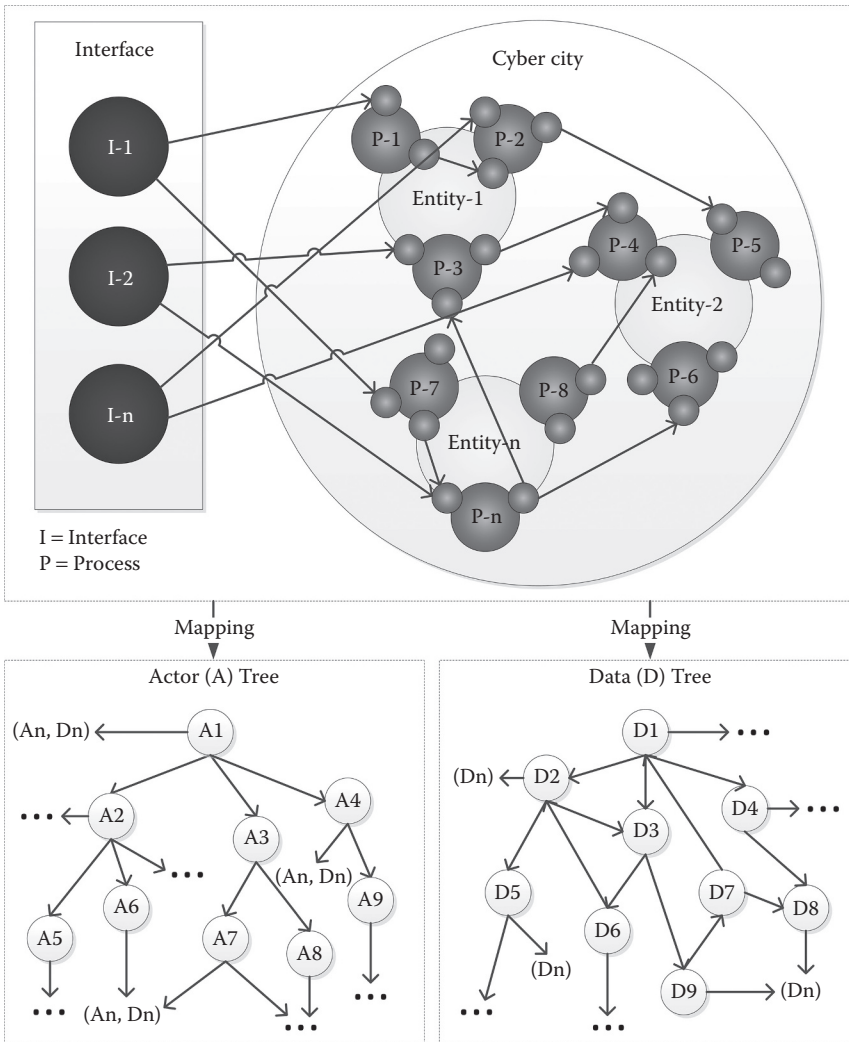 Interface
Cyber city
I-1
I-2
I-n
P-1
P-2
Entity-1
P-3
P-4
P-5
Entity-2
P-6
P-7
P-8
Entity-n
P-n
I = Interface
P = Process
Mapping
Mapping
Actor (A) Tree
(An, Dn)
A1
A2
A3
A4
(An, Dn)
A5
A6
A7
A8
A9
(An, Dn)
Data (D) Tree
D1
(Dn)
D2
D3
D4
D5
D6
D7
D8
(Dn)
D9
(Dn)